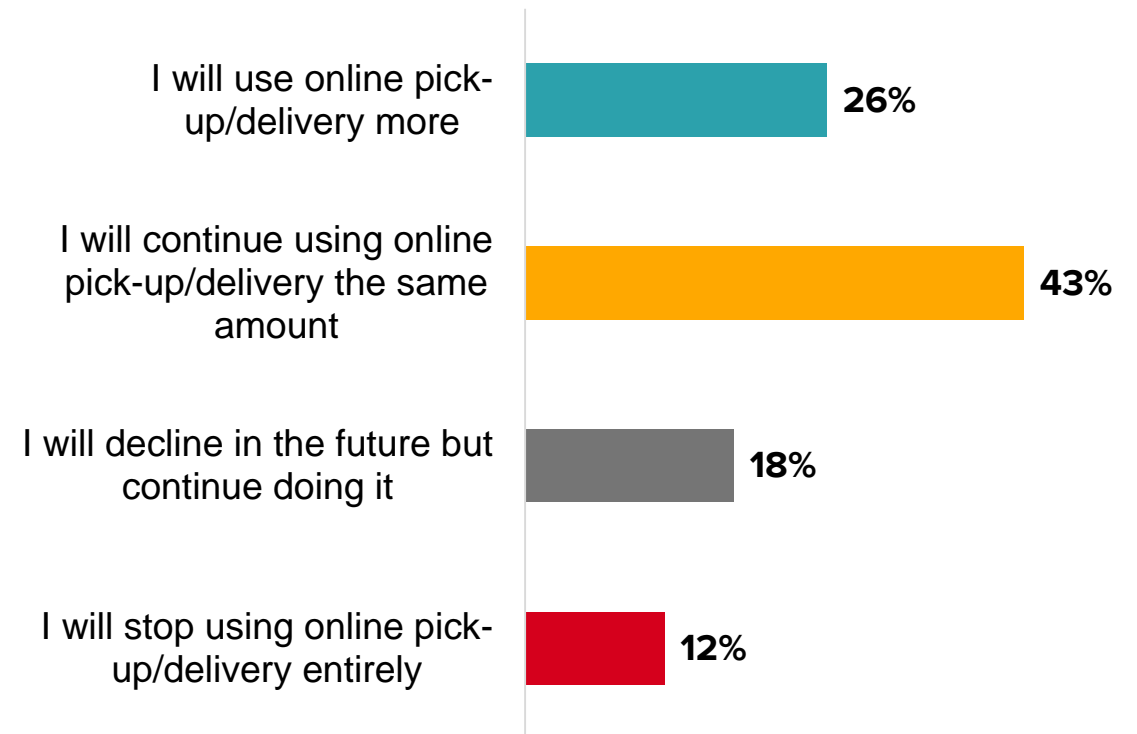 I will use online pick-
up/delivery more
26%
I will continue using online
pick-up/delivery the same
amount
43%
I will decline in the future but
continue doing it
18%
I will stop using online pick-
up/delivery entirely
12%